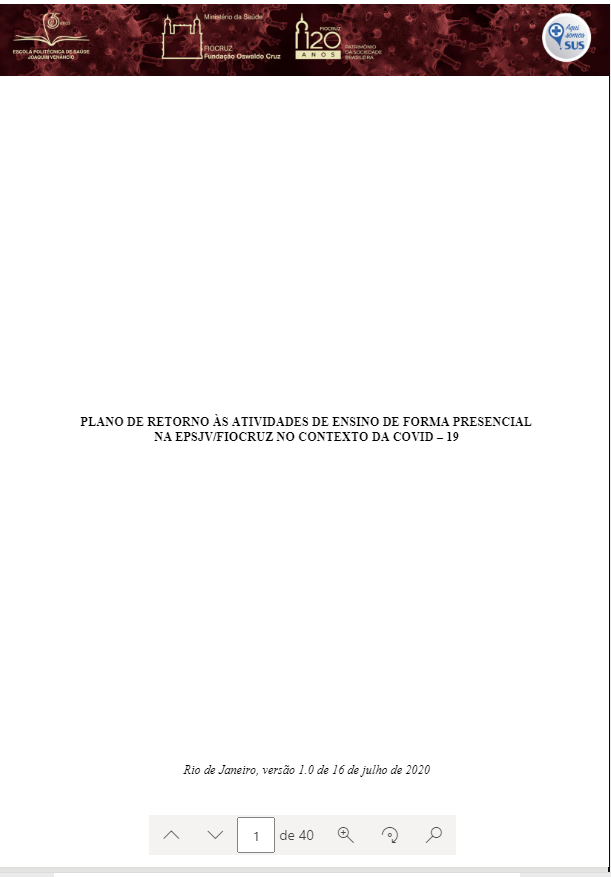 ESCOLA POLITÉCNICA DE SAÚDE
JOAQUIM VENÂNCIO
Ministério da Saúde
FIOCRUZ
Fundação Oswaldo Cruz
FIOCRUZ
120
ANOS
PATRIMÔNIO
DA SOCIEDADE
BRASILEIRA
Aqui
somos
SUS
PLANO DE RETORNO ÀS ATIVIDADES DE ENSINO DE FORMA PRESENCIAL
NA EPSJV/FIOCRUZ NO CONTEXTO DA COVID – 19
Rio de Janeiro, versão 1.0 de 16 de julho de 2020
1 de 40